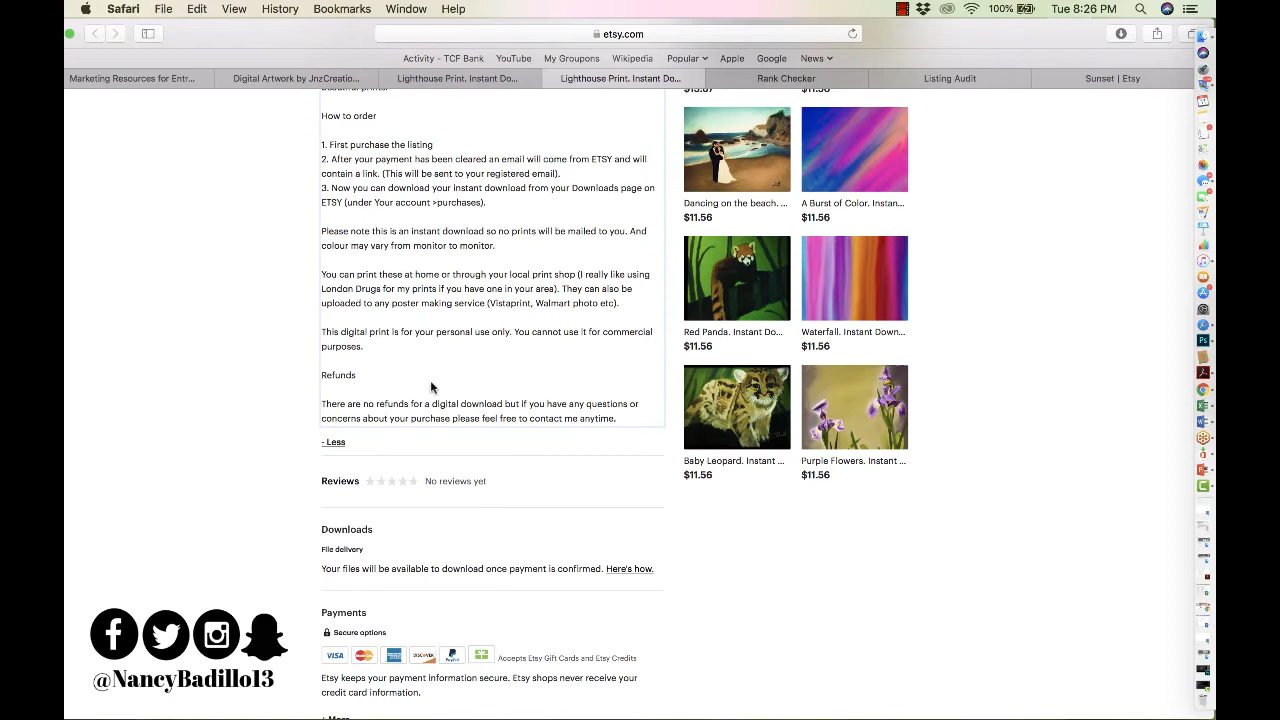 Safari File Edit View History Bookmarks Window Help 100% Tue 8:26 PM
etsy.com
Activity - TCF Bank YouTube My Groupons Wikipedia Popular Apple Google News
Marketing Resources for Entr... Digital Artwork by JnzCreatio... Lighthouse Print. Instant Do... Lighthouse Print. Instant Do... Rank Checker Listing Audit Sunset | Etsy
beautiful prints!
How to order
1. First purchase the listing
2. After your payment has been cleared an email will come from ETSY and will
contain a link. (This will be sent to your registered email).
3. Now you can download your instant download from your Downloads page on
ETSY (under Your account >purchases).
Please note this is an instant download so no prints will be mailed to you. And
colour may vary from monitor to monitor.
You can print these at home or through your local print shop (I really like using
London Drugs for my prints if you have one in your area). They can also be
uploaded to any poster making service (Vistaprint, Walmart photo etc).
This digital print is for your personal use only. You cannot use it for commercial
purposes.
Refunds
There are no refunds for a digital download but if you have any questions or
concerns about your purchase please feel free to contact me anytime.
- Less
Reviews No reviews yet
Downloads
File delivery
Your files will be available to download once payment is confirmed. Here's how.
Payments
Secure options
VISA DISCOVER PayPal pts Etsy Gift Cards and Etsy Credits
Etsy keeps your payment information secure. Etsy shops never receive your
credit card information.
+ More
Dancing on the beach. ... A Burst of Color. Instan...
$11.56 $11.56
Red Panda. Instant Do... Waterfall. Instant Down...
$11.56 $11.56
Baby Leopard. Instant ... Purple Flowers. Instant ...
$11.56 $11.56
@NancyBadillo13